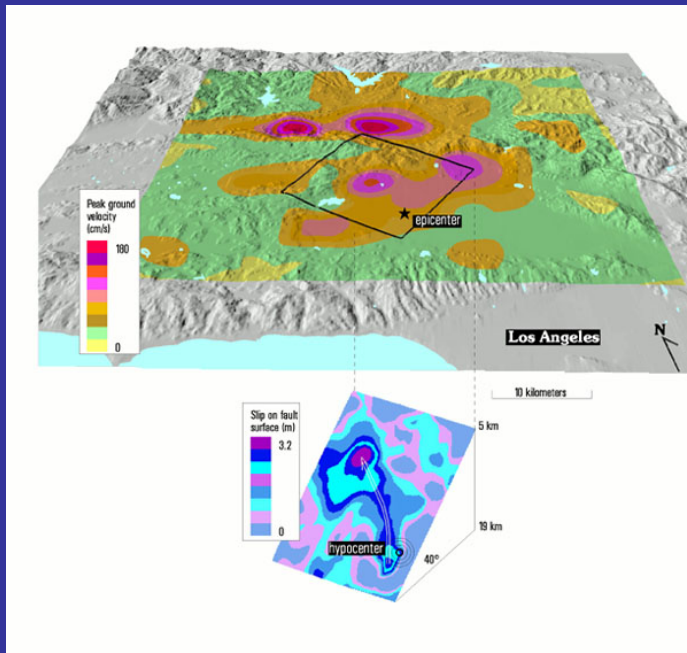 Peak ground
velocity
(cm/s)
180
0
epicenter
Los Angeles
N
10 kilometers
Slip on fault
surface (m)
3.2
0
5 km
19 km
hypocenter
40°